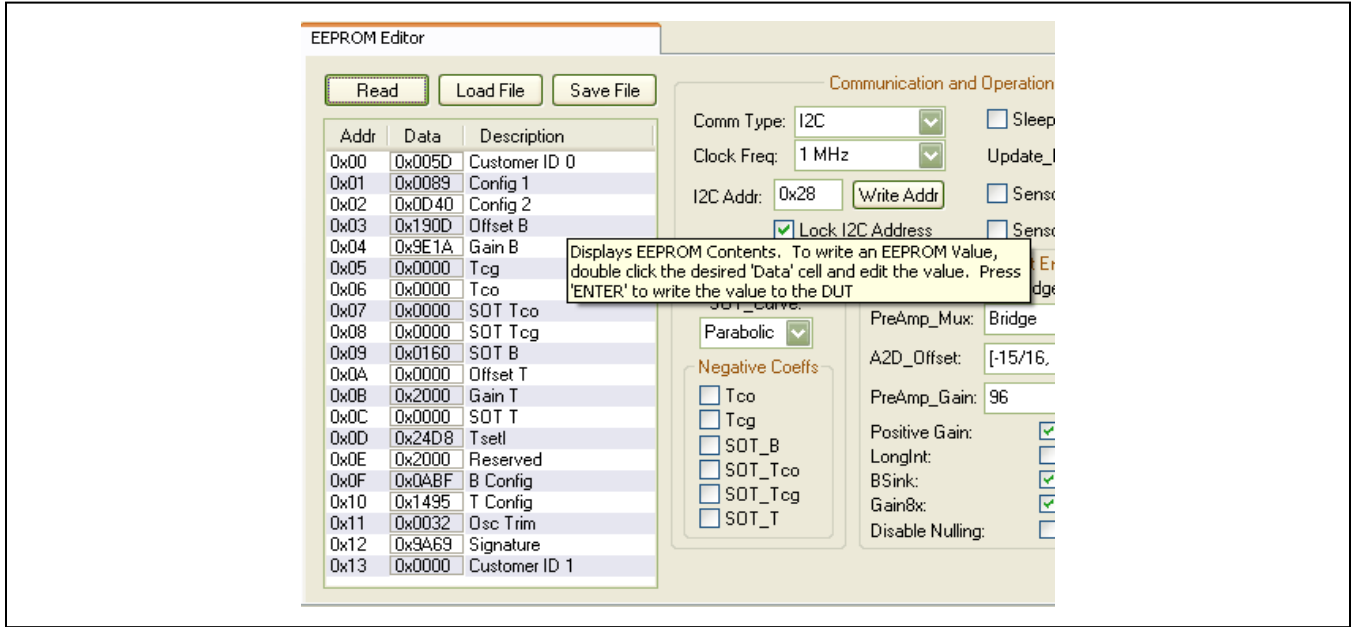 EEPROM Editor
Read Load File Save File
Addr Data Description
0x00 0x005D Customer ID 0
0x01 0x0089 Config 1
0x02 0x0D40 Config 2
0x03 0x190D Offset B
0x04 0x9E1A Gain B
0x05 0x0000 Tcg
0x06 0x0000 Tco
0x07 0x0000 SOT Tco
0x08 0x0000 SOT Tcg
0x09 0x0160 SOT B
0x0A 0x0000 Offset T
0x0B 0x2000 Gain T
0x0C 0x0000 SOT T
0x0D 0x24D8 Tsetl
0x0E 0x2000 Reserved
0x0F 0x0ABF B Config
0x10 0x1495 T Config
0x11 0x0032 Osc Trim
0x12 0x9A69 Signature
0x13 0x0000 Customer ID 1
Communication and Operation
Comm Type: I2C
Sleep
Clock Freq: 1 MHz
Update_
I2C Addr: 0x28 Write Addr
Lock I2C Address
Displays EEPROM Contents. To write an EEPROM Value,
double click the desired 'Data' cell and edit the value. Press
'ENTER' to write the value to the DUT
SOT_Curve:
Parabolic
Negative Coeffs
Tco
Tcg
SOT_B
SOT_Tco
SOT_Tcg
SOT_T
PreAmp_Mux: Bridge
A2D_Offset: [-15/16,
PreAmp_Gain: 96
Positive Gain:
LongInt:
BSink:
Gain8x:
Disable Nulling: